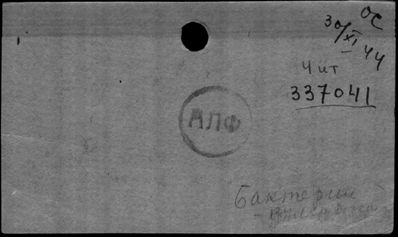 ОС
30/XI 44
Чит
337041
АЛФ
Бактерии